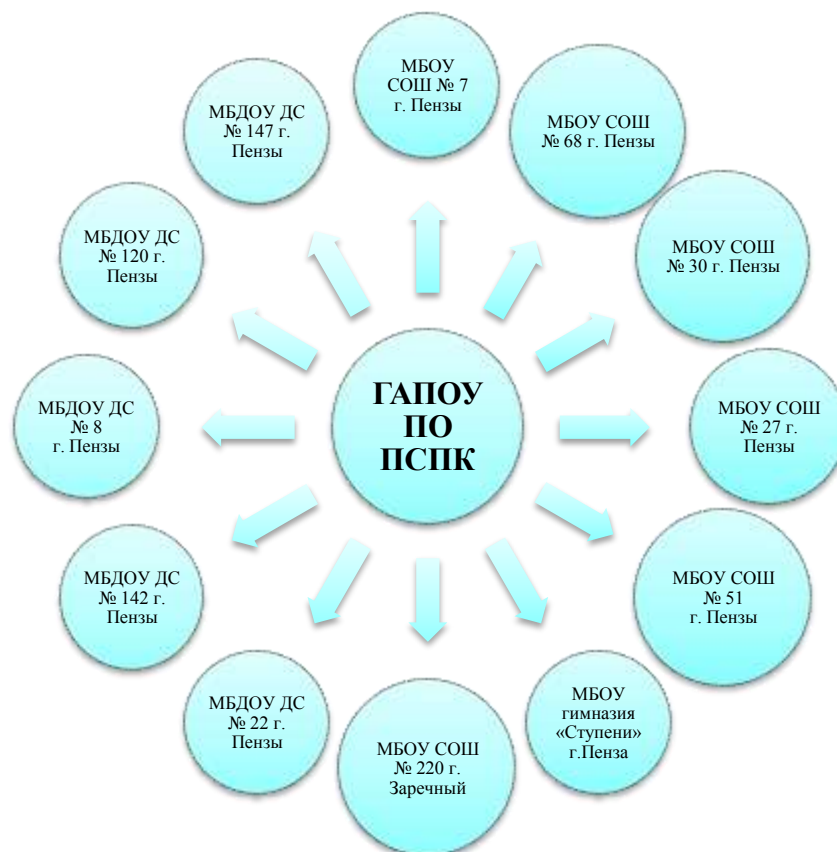 МБОУ
СОШ № 7
г. Пензы
МБОУ СОШ
№ 68 г. Пензы
МБОУ СОШ
№ 30 г. Пензы
МБОУ СОШ
№ 27 г.
Пензы
МБОУ СОШ
№ 51
г. Пензы
МБОУ
гимназия
«Ступени»
г.Пенза
МБОУ СОШ
№ 220 г.
Заречный
МБДОУ ДС
№ 22 г.
Пензы
МБДОУ ДС
№ 142 г.
Пензы
МБДОУ ДС
№ 8
г. Пензы
МБДОУ ДС
№ 120 г.
Пензы
МБДОУ ДС
№ 147 г.
Пензы
ГАПОУ
ПО
ПСПК